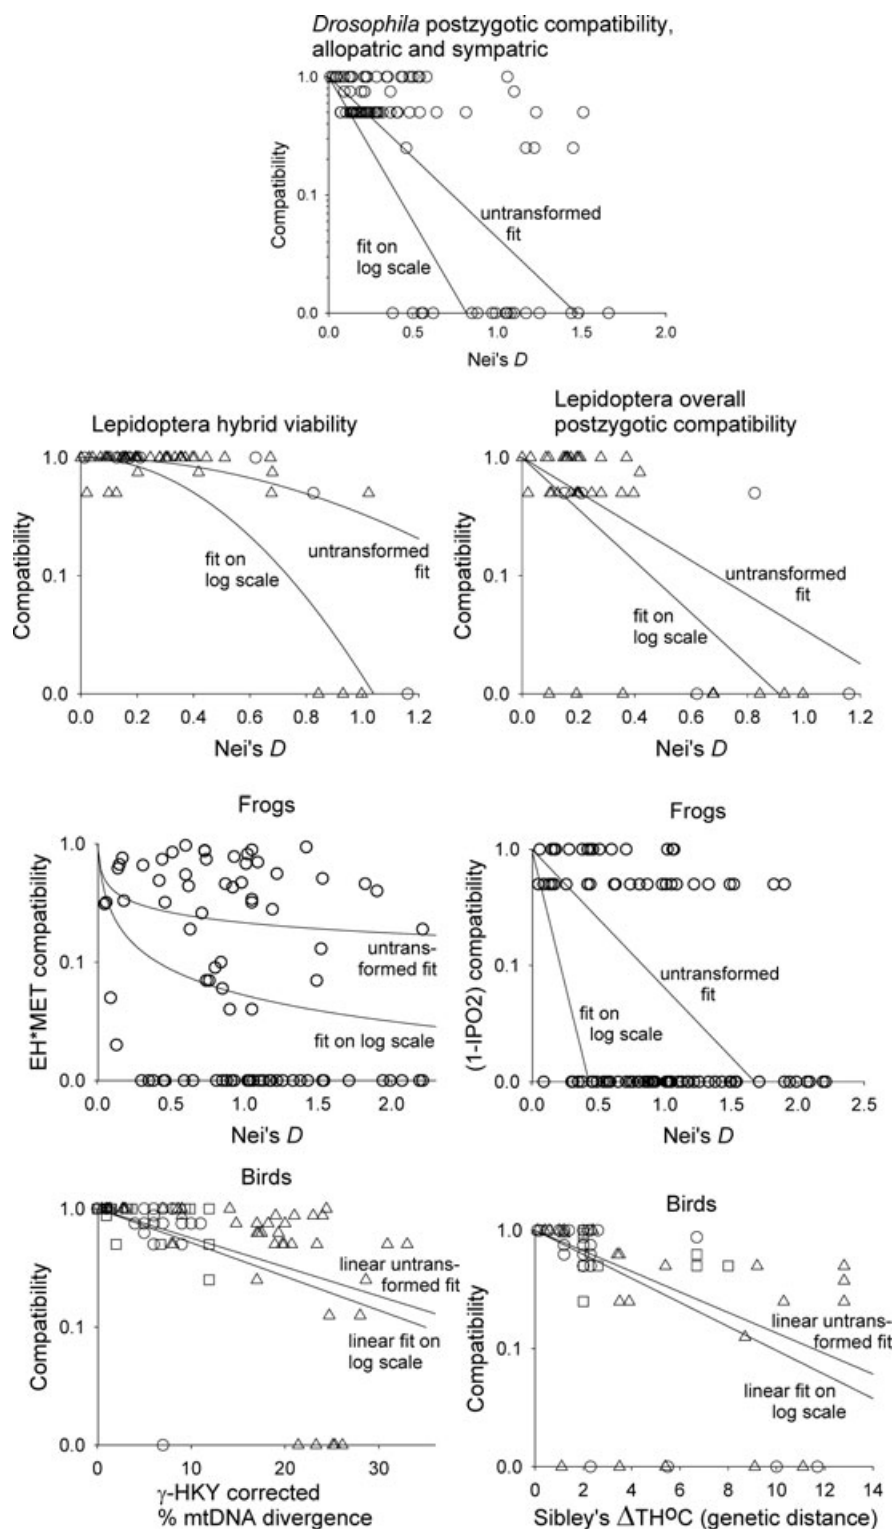 Drosophila postzygotic compatibility,
allopatric and sympatric
Compatibility
1.0
0.1
0.0
untransformed
fit
fit on
log scale
0.0 0.5 1.0 1.5 2.0
Nei's D
Lepidoptera hybrid viability
Compatibility
1.0
0.1
0.0
fit on
log scale
untransformed
fit
0.0 0.2 0.4 0.6 0.8 1.0 1.2
Nei's D
Lepidoptera overall
postzygotic compatibility
Compatibility
1.0
0.1
0.0
untransformed
fit
fit on
log scale
0.0 0.2 0.4 0.6 0.8 1.0 1.2
Nei's D
Frogs
EH*MET compatibility
1.0
0.1
0.0
untrans-
formed fit
fit on log scale
0.0 0.5 1.0 1.5 2.0
Nei's D
Frogs
(1-IPO2) compatibility
1.0
0.1
0.0
untransformed
fit
fit on
log scale
0.0 0.5 1.0 1.5 2.0 2.5
Nei's D
Birds
Compatibility
1.0
0.1
0.0
linear untrans-
formed fit
linear fit on
log scale
0 10 20 30
γ-HKY corrected
% mtDNA divergence
Birds
Compatibility
1.0
0.1
0.0
linear untrans-
formed fit
linear fit on
log scale
0 2 4 6 8 10 12 14
Sibley's ΔTHºC (genetic distance)